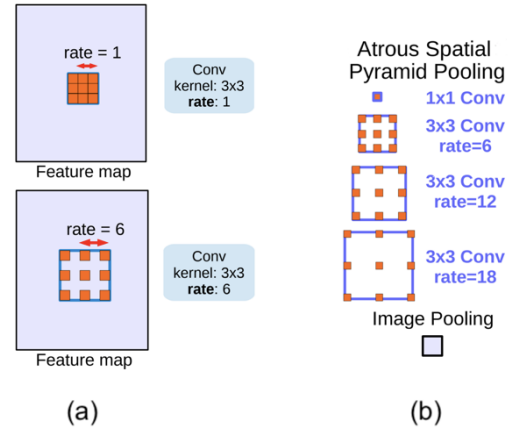 rate = 1
Conv
kernel: 3x3
rate: 1
Feature map
rate = 6
Conv
kernel: 3x3
rate: 6
Feature map
(a)
Atrous Spatial
Pyramid Pooling
1x1 Conv
3x3 Conv
rate=6
3x3 Conv
rate=12
3x3 Conv
rate=18
Image Pooling
(b)